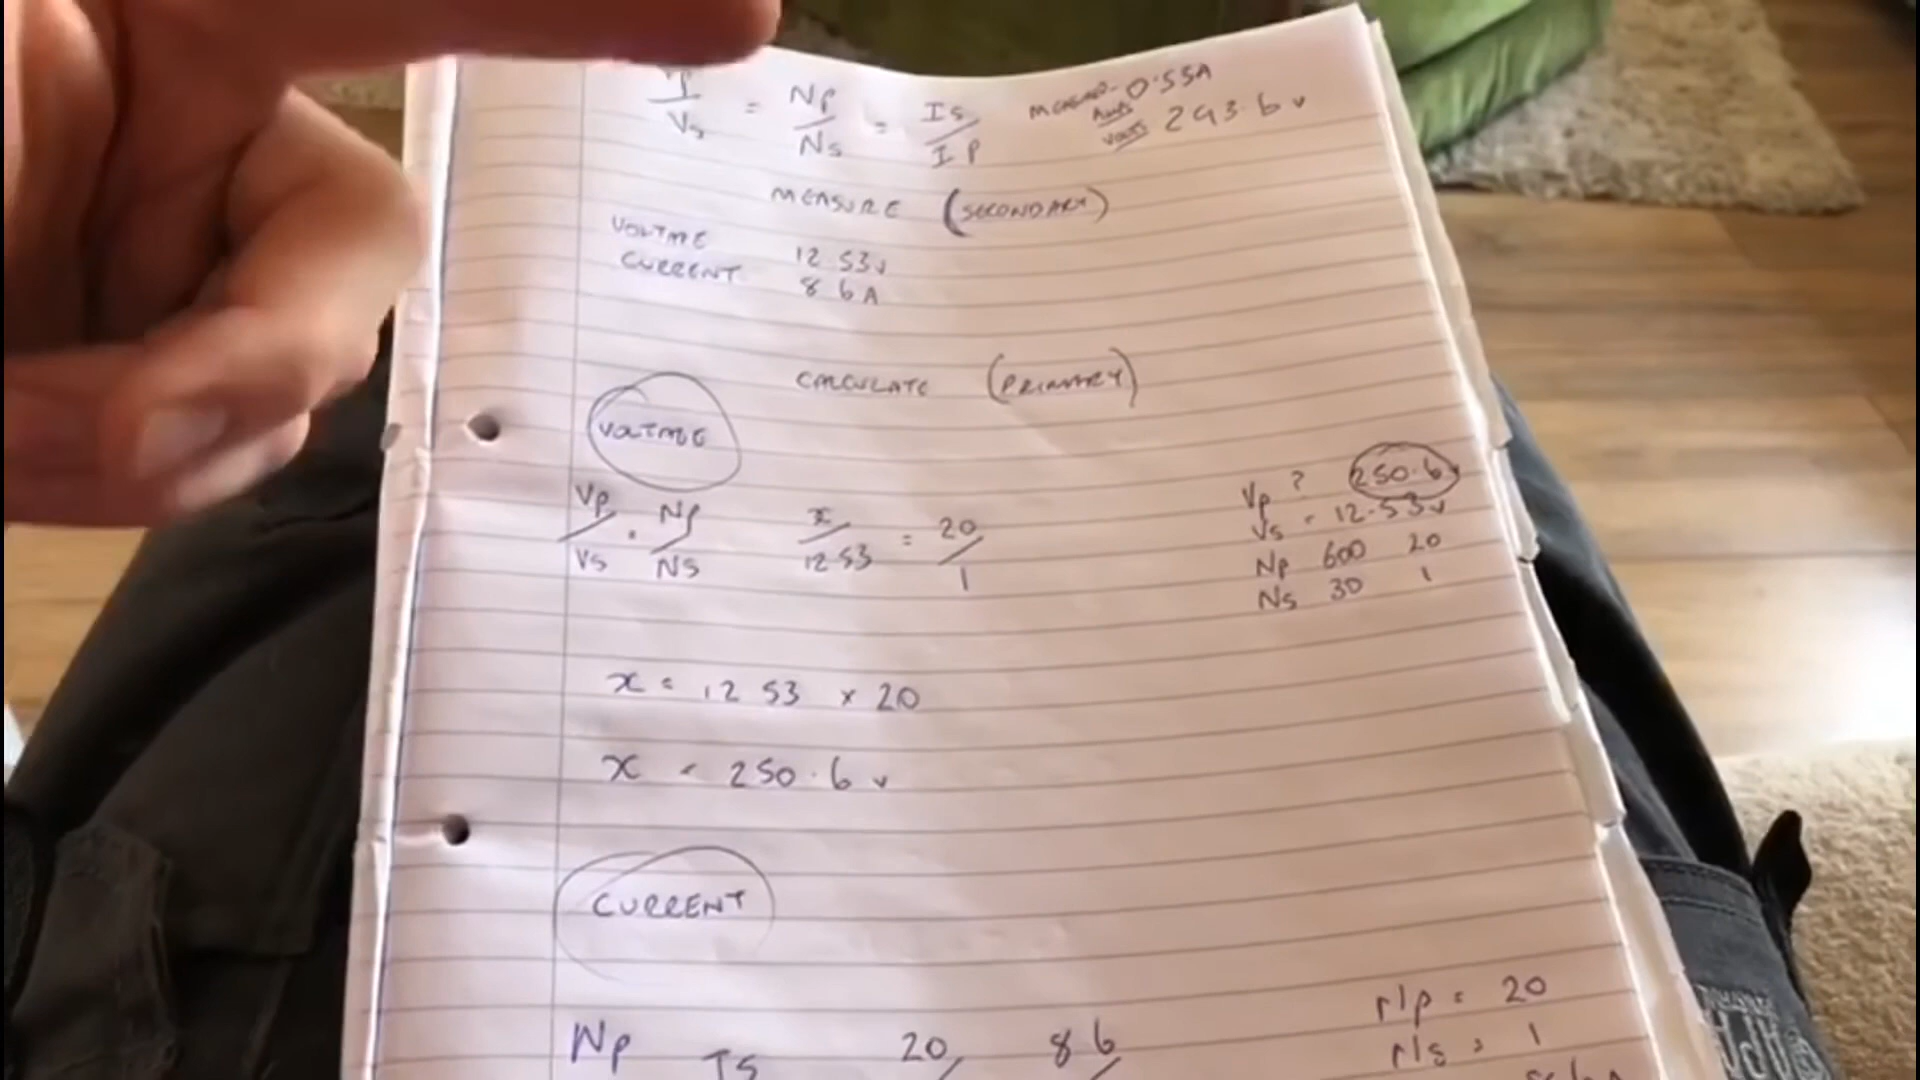 Vs = Np/Ns = Is/Ip
AMPS 0.55A
VOLTS 243.6v
MEASURE (SECONDARY)
VOLTAGE 12 53v
CURRENT 8 6A
CALCULATE (PRIMARY)
VOLTAGE
Vp/Vs = Np/Ns x/12 53 = 20/1
Vp ? 250.6v
Vs = 12.53v
Np 600 20
Ns 30 1
x = 12 53 x 20
x = 250.6v
CURRENT
Np Is 20/ 8 6/
Np = 20
Ns = 1